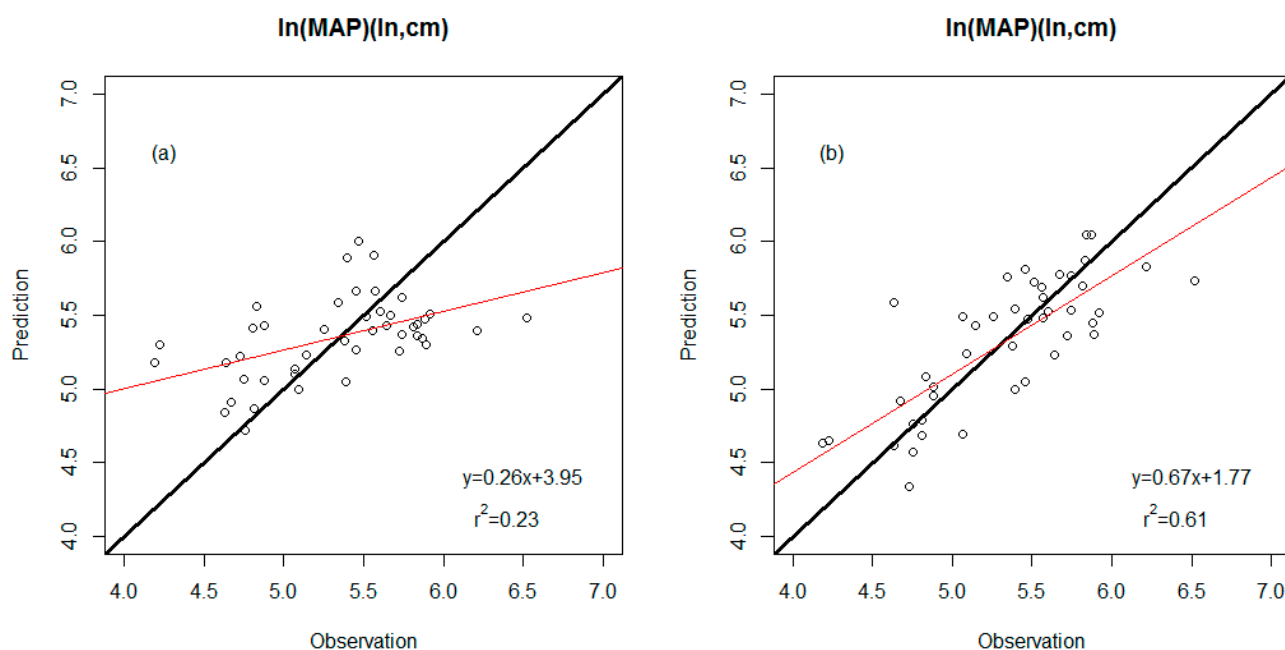 ln(MAP)(ln,cm)
7.0
6.5
6.0
5.5
5.0
4.5
4.0
Prediction
(a)
y=0.26x+3.95
r²=0.23
4.0 4.5 5.0 5.5 6.0 6.5 7.0
Observation
ln(MAP)(ln,cm)
7.0
6.5
6.0
5.5
5.0
4.5
4.0
Prediction
(b)
y=0.67x+1.77
r²=0.61
4.0 4.5 5.0 5.5 6.0 6.5 7.0
Observation